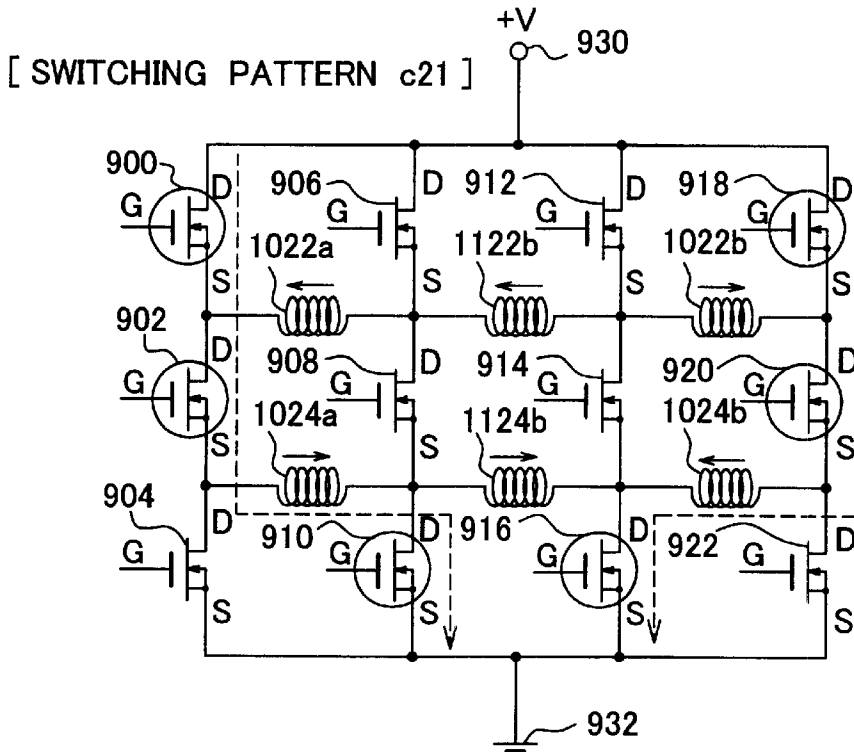 +V
930
[ SWITCHING PATTERN c21 ]
900
906
912
918
D
D
D
D
G
G
G
G
1022a
1122b
1022b
S
S
902
908
914
920
D
D
D
D
G
G
G
G
1024a
1124b
1024b
S
S
904
910
916
922
D
D
D
D
G
G
G
G
S
S
S
S
932